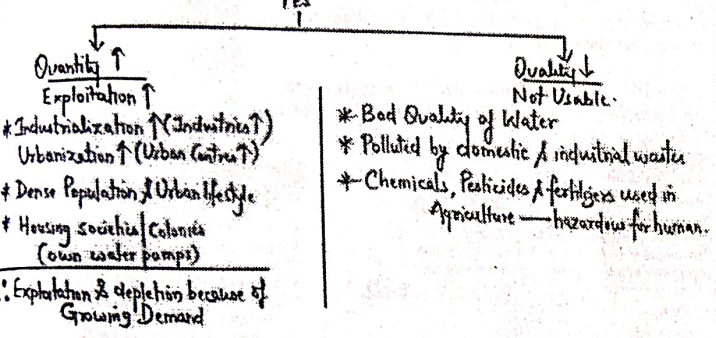 YES
Quantity ↑
Exploitation ↑
* Industrialization ↑ (Industries ↑)
Urbanization ↑ (Urban Centres ↑)
* Dense Population & Urban lifestyle
* Housing societies | Colonies
(own water pumps)
∴ Exploitation & depletion because of
Growing Demand
Quality ↓
Not Usable.
* Bad Quality of Water
* Polluted by domestic & industrial wastes
* Chemicals, Pesticides & fertilizers used in
Agriculture — hazardous for human.